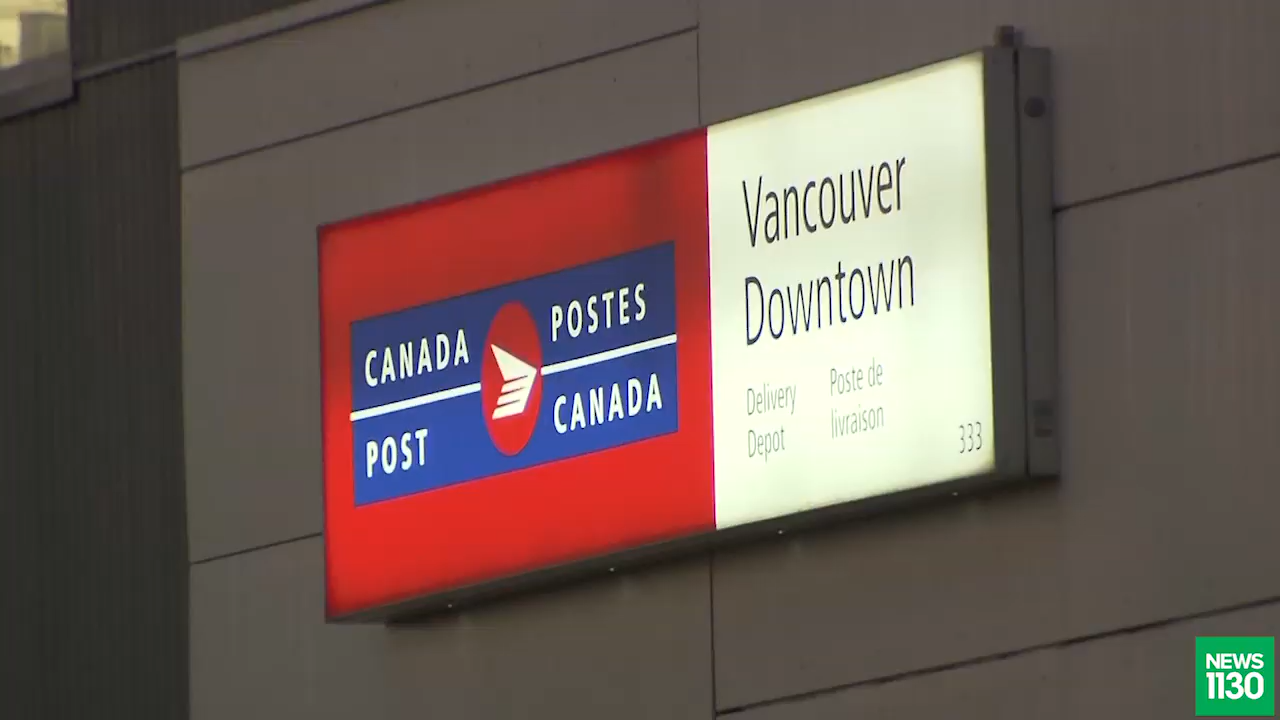 CANADA
POST
POSTES
CANADA
Vancouver
Downtown
Delivery
Depot
Poste de
livraison
333
NEWS
1130